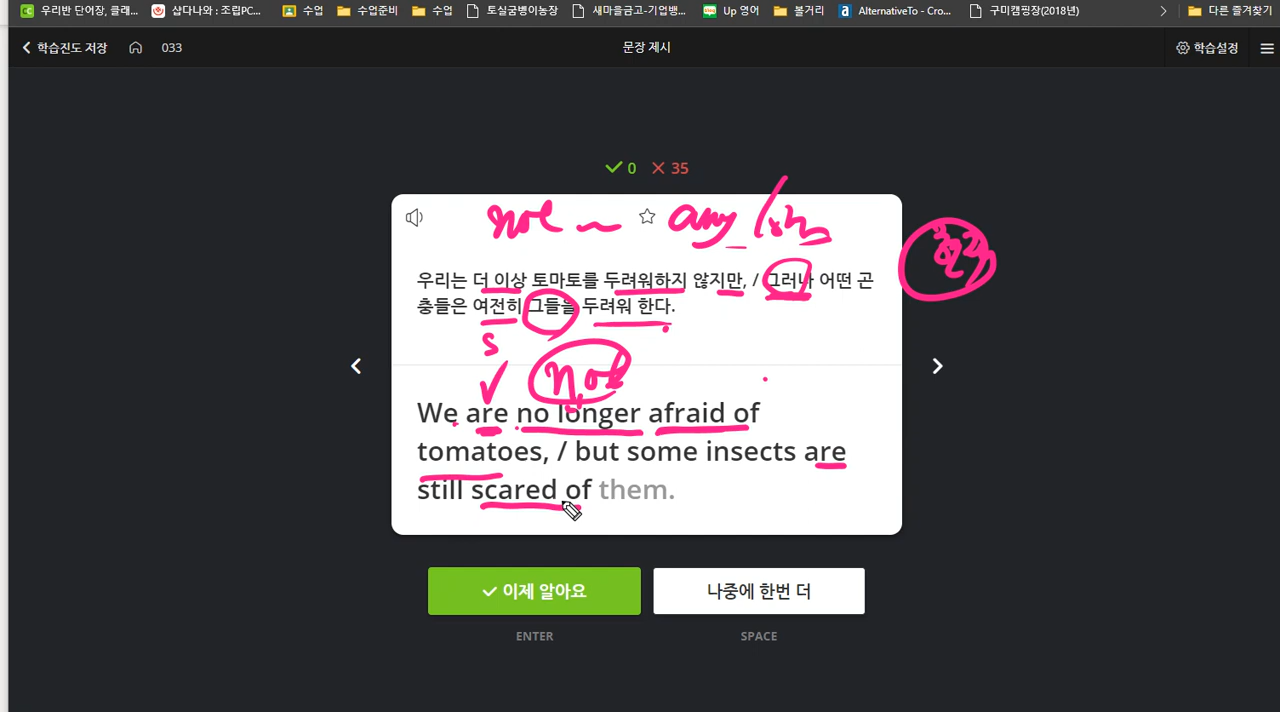 우리반 단어장, 클래... 삽다나와 : 조립PC... 수업 수업준비 수업 토실굼벵이농장 새마을금고-기업뱅... Up 영어 볼거리 AlternativeTo - Cro... 구미캠핑장(2018년) 다른 즐겨찾기
학습진도 저장 033 문장 제시 학습설정
0 35
not ~ any
우리는 더 이상 토마토를 두려워하지 않지만, / 그러나 어떤 곤
충들은 여전히 그들을 두려워 한다.
s
not
We are no longer afraid of
tomatoes, / but some insects are
still scared of them.
이제 알아요 나중에 한번 더
ENTER SPACE